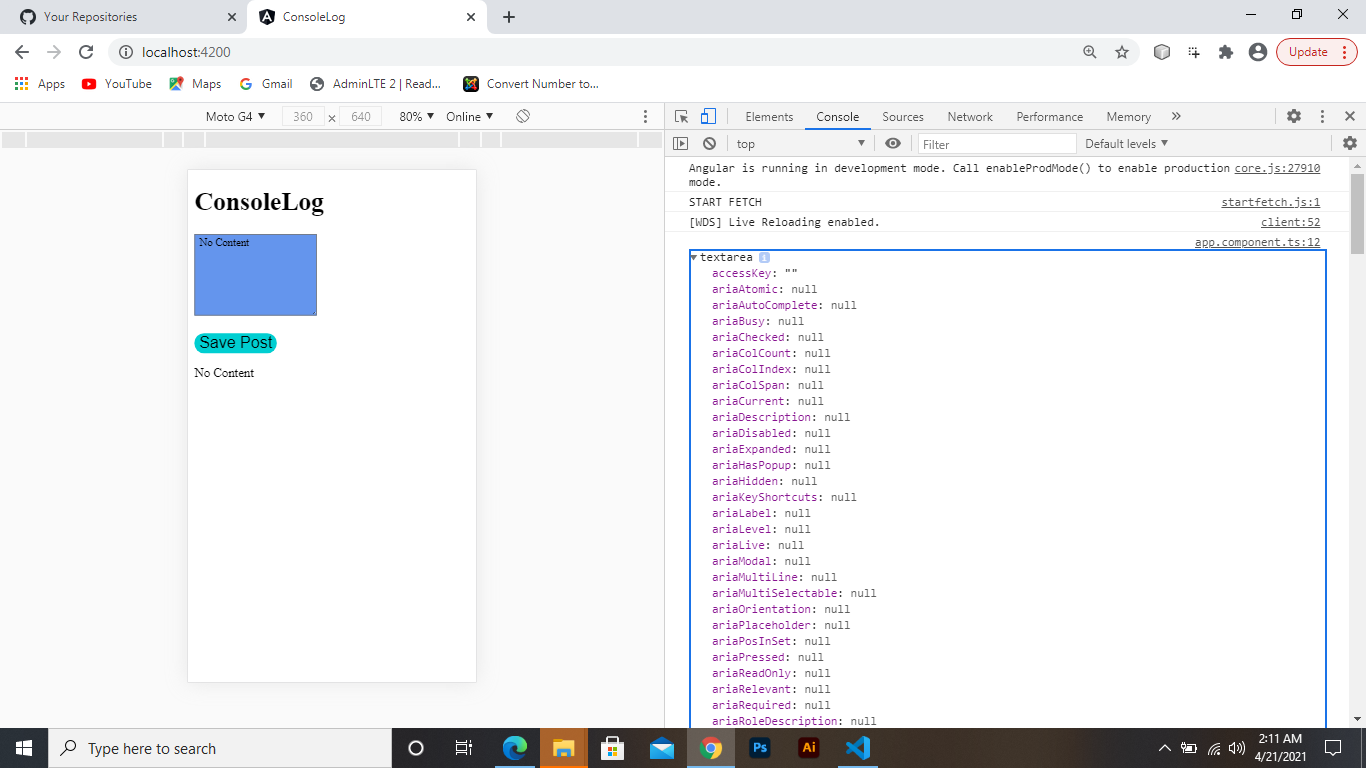 Your Repositories
ConsoleLog
localhost:4200
Update
Apps
YouTube
Maps
Gmail
AdminLTE 2 | Read...
Convert Number to...
Moto G4
360 × 640
80%
Online
ConsoleLog
No Content
Save Post
No Content
Elements
Console
Sources
Network
Performance
Memory
top
Filter
Default levels
Angular is running in development mode. Call enableProdMode() to enable production core.js:27910
mode.
START FETCH startfetch.js:1
[WDS] Live Reloading enabled. client:52
app.component.ts:12
textarea i
accessKey: ""
ariaAtomic: null
ariaAutoComplete: null
ariaBusy: null
ariaChecked: null
ariaColCount: null
ariaColIndex: null
ariaColSpan: null
ariaCurrent: null
ariaDescription: null
ariaDisabled: null
ariaExpanded: null
ariaHasPopup: null
ariaHidden: null
ariaKeyShortcuts: null
ariaLabel: null
ariaLevel: null
ariaLive: null
ariaModal: null
ariaMultiLine: null
ariaMultiSelectable: null
ariaOrientation: null
ariaPlaceholder: null
ariaPosInSet: null
ariaPressed: null
ariaReadOnly: null
ariaRelevant: null
ariaRequired: null
ariaRoleDescription: null
Type here to search
Ps
Ai
2:11 AM
4/21/2021